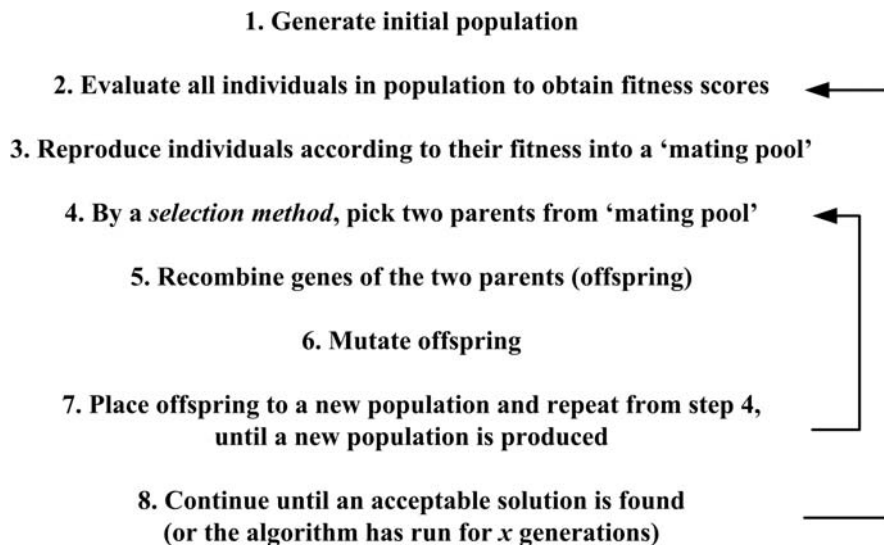 1. Generate initial population
2. Evaluate all individuals in population to obtain fitness scores
3. Reproduce individuals according to their fitness into a ‘mating pool’
4. By a selection method, pick two parents from ‘mating pool’
5. Recombine genes of the two parents (offspring)
6. Mutate offspring
7. Place offspring to a new population and repeat from step 4,
until a new population is produced
8. Continue until an acceptable solution is found
(or the algorithm has run for x generations)